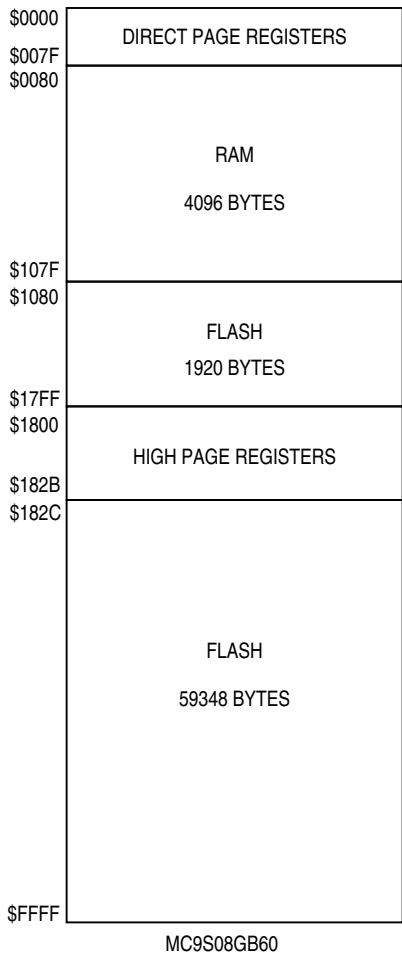 $0000
DIRECT PAGE REGISTERS
$007F
$0080
RAM
4096 BYTES
$107F
$1080
FLASH
1920 BYTES
$17FF
$1800
HIGH PAGE REGISTERS
$182B
$182C
FLASH
59348 BYTES
$FFFF
MC9S08GB60